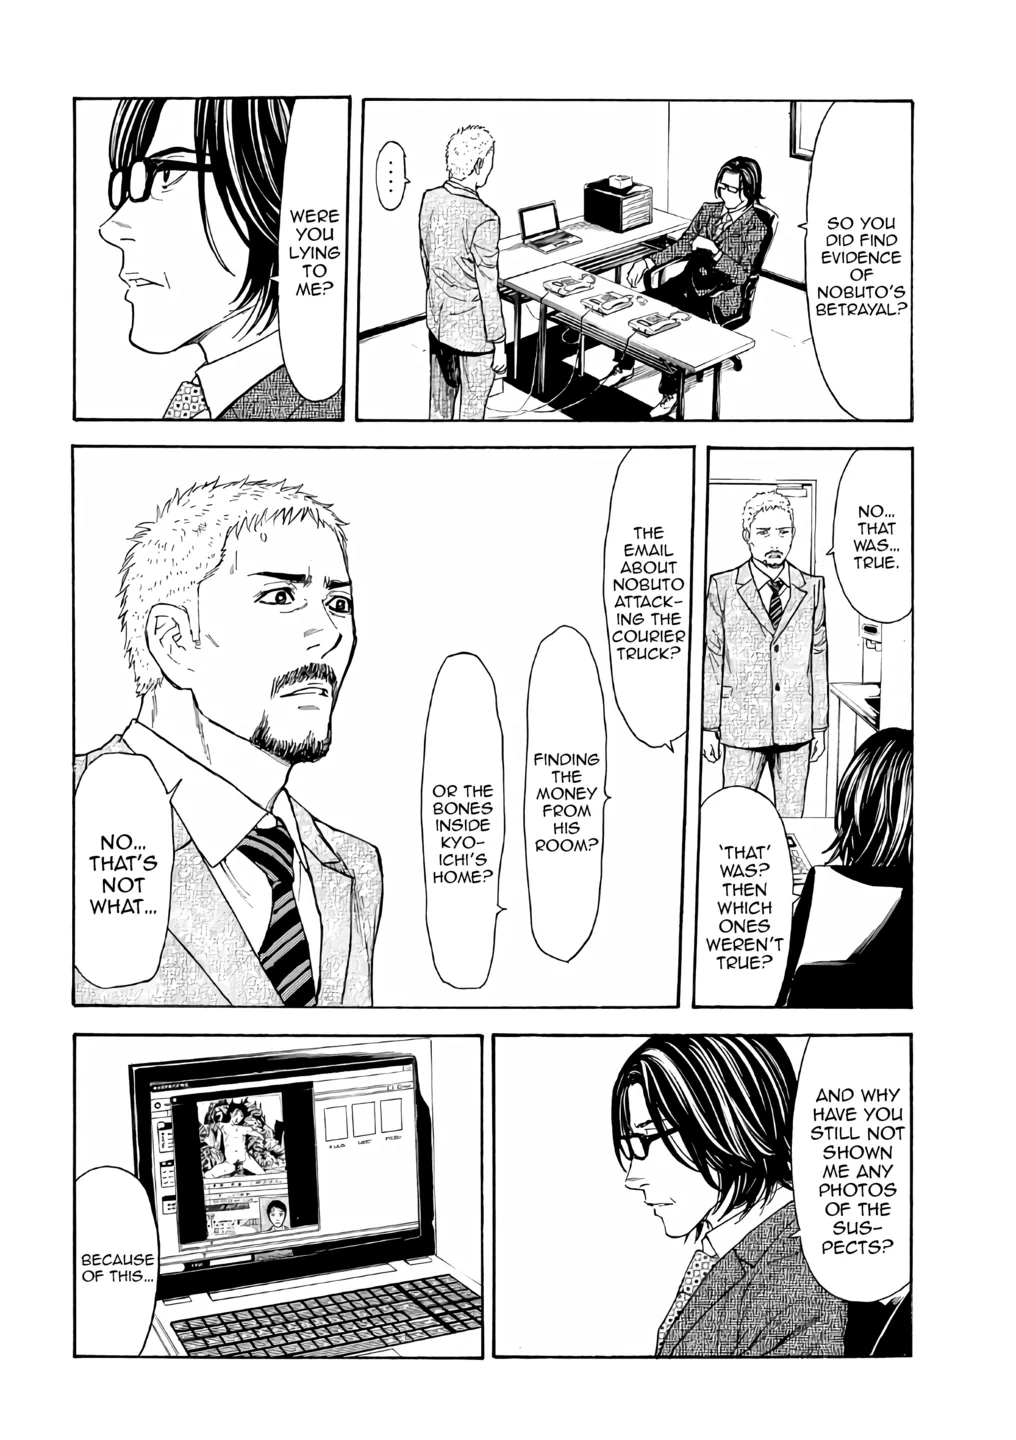 SO YOU
DID FIND
EVIDENCE
OF
NOBUTO'S
BETRAYAL?
.....
WERE
YOU
LYING
TO
ME?
NO...
THAT
WAS...
TRUE.
'THAT'
WAS?
THEN
WHICH
ONES
WEREN'T
TRUE?
THE
EMAIL
ABOUT
NOBUTO
ATTACK-
ING THE
COURIER
TRUCK?
FINDING
THE
MONEY
FROM
HIS
ROOM?
OR THE
BONES
INSIDE
KYO-
ICHI'S
HOME?
NO...
THAT'S
NOT
WHAT...
AND WHY
HAVE YOU
STILL NOT
SHOWN
ME ANY
PHOTOS
OF THE
SUS-
PECTS?
BECAUSE
OF THIS...